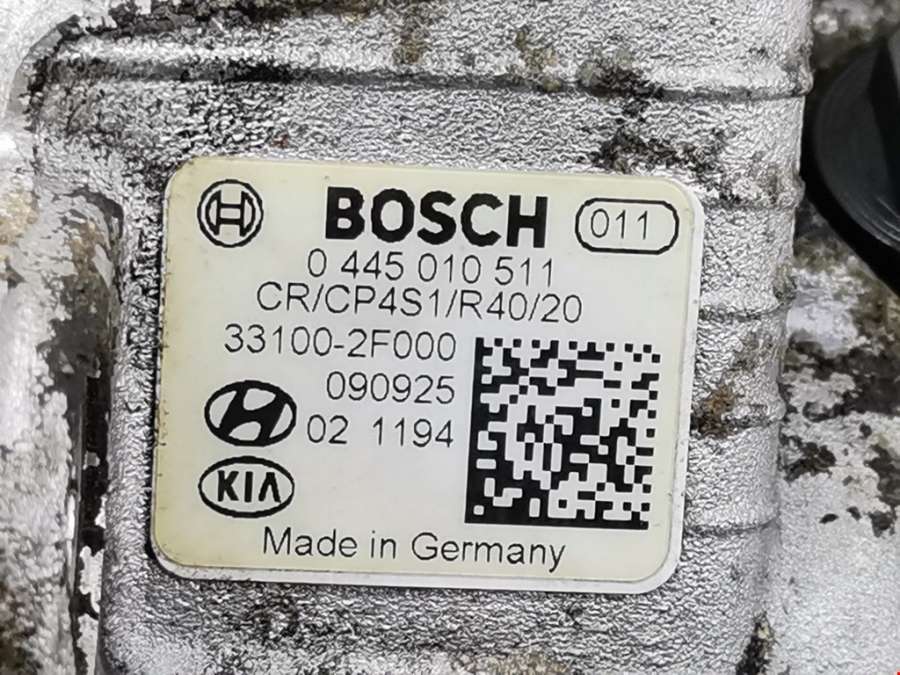 BOSCH 011
0 445 010 511
CR/CP4S1/R40/20
33100-2F000
090925
02 1194
KIA
Made in Germany